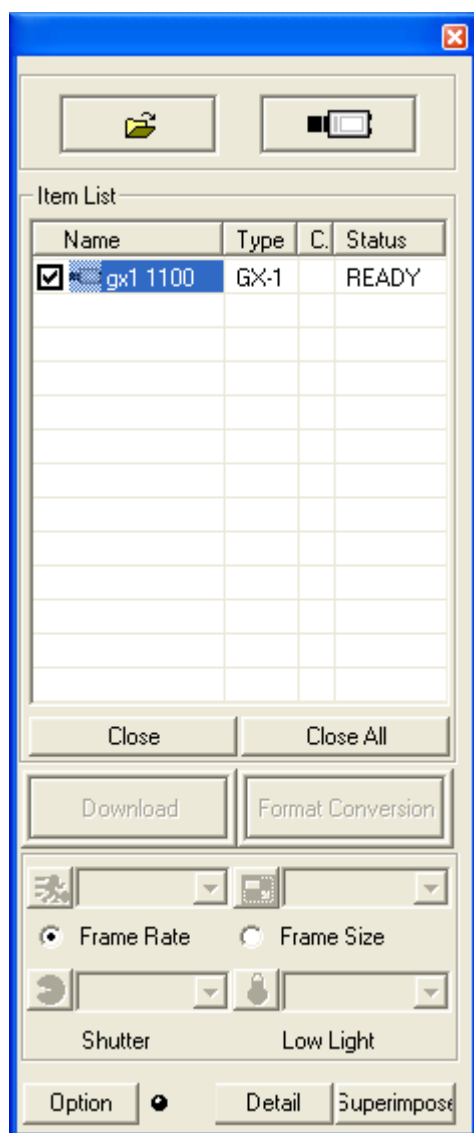 Item List
Name Type C. Status
gx1 1100 GX-1 READY
Close Close All
Download Format Conversion
Frame Rate Frame Size
Shutter Low Light
Option Detail Superimpose